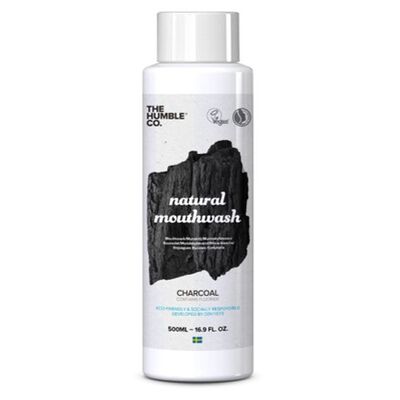 THE
HUMBLE
CO.
Vegan
natural
mouthwash
CHARCOAL
CONTAINS FLUORIDE
ECO-FRIENDLY & SOCIALLY RESPONSIBLE
DEVELOPED BY DENTISTS
500ML – 16.9 FL. OZ.